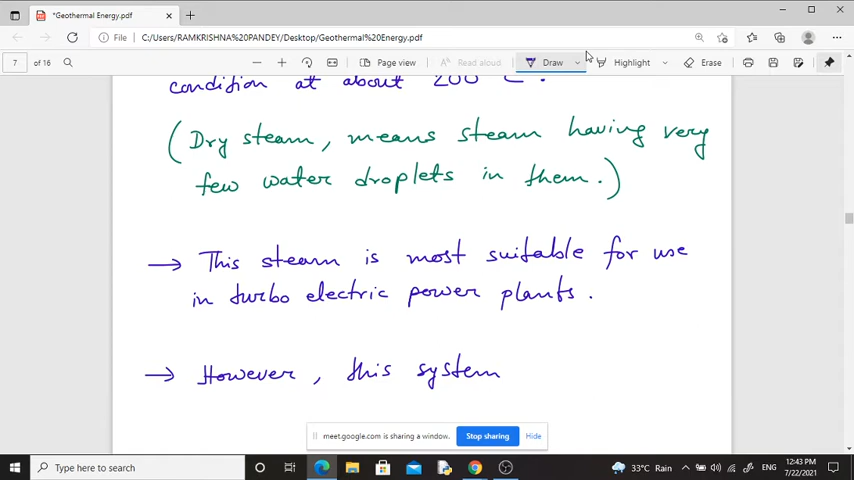 *Geothermal Energy.pdf
File
C:/Users/RAMKRISHNA%20PANDEY/Desktop/Geothermal%20Energy.pdf
7 of 16
Page view
Read aloud
Draw
Highlight
Erase
condition at about 200° C .
(Dry steam, means steam having very
few water droplets in them.)
→ This steam is most suitable for use
in turbo electric power plants .
→ However, this system
meet.google.com is sharing a window.
Stop sharing
Hide
Type here to search
33°C Rain
ENG
12:43 PM
7/22/2021